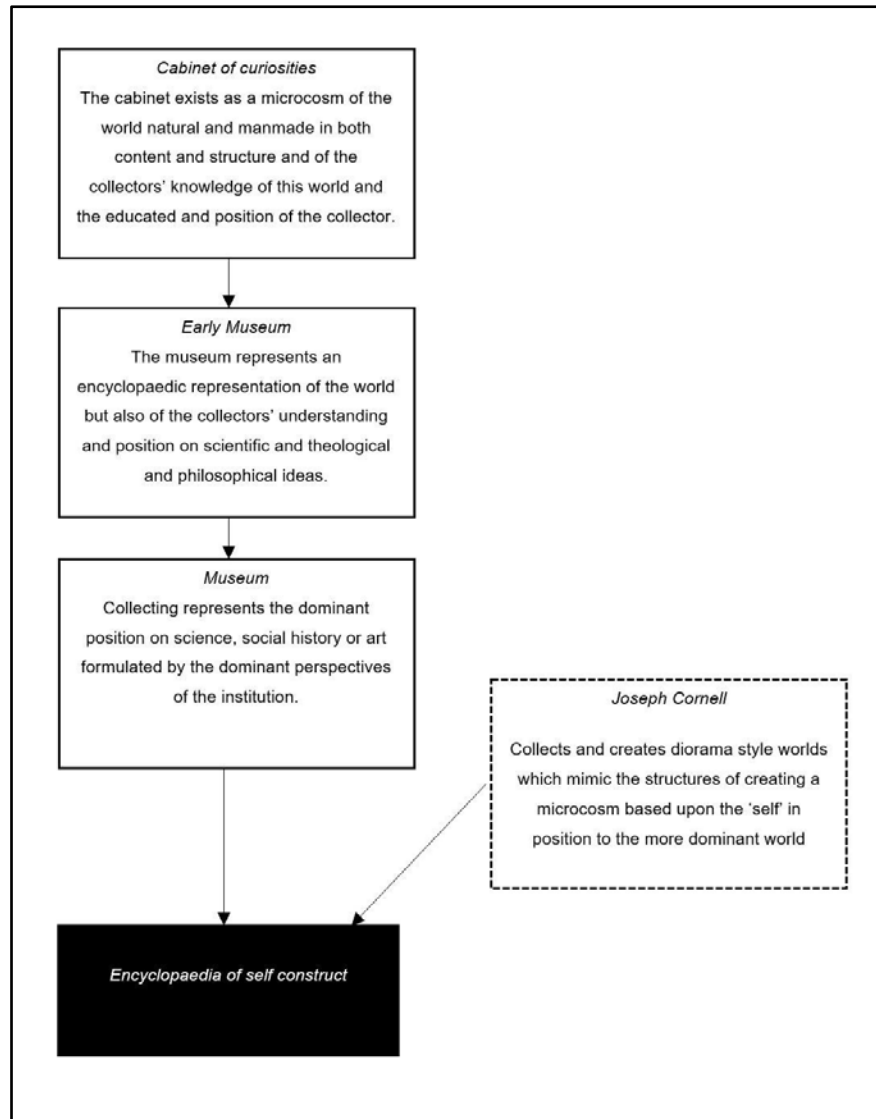 Cabinet of curiosities
The cabinet exists as a microcosm of the
world natural and manmade in both
content and structure and of the
collectors’ knowledge of this world and
the educated and position of the collector.
Early Museum
The museum represents an
encyclopaedic representation of the world
but also of the collectors’ understanding
and position on scientific and theological
and philosophical ideas.
Museum
Collecting represents the dominant
position on science, social history or art
formulated by the dominant perspectives
of the institution.
Joseph Cornell
Collects and creates diorama style worlds
which mimic the structures of creating a
microcosm based upon the ‘self’ in
position to the more dominant world
Encyclopaedia of self construct